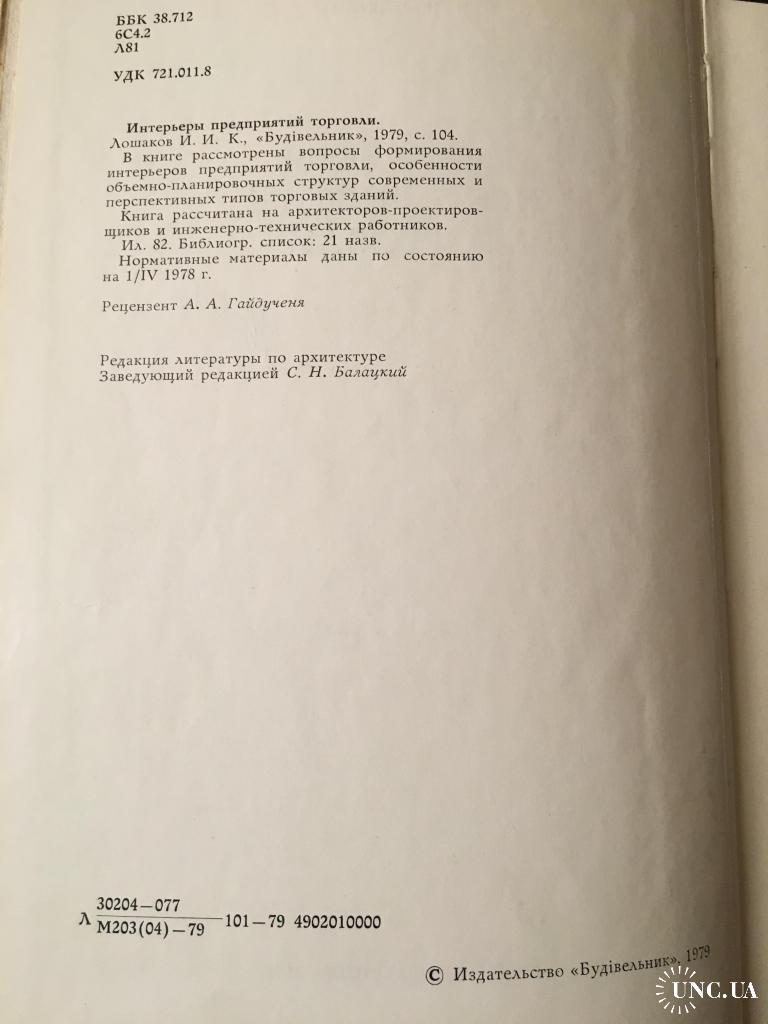 ББК 38.712
6С4.2
Л81
УДК 721.011.8
Интерьеры предприятий торговли.
Лошаков И. И. К., «Будівельник», 1979, с. 104.
В книге рассмотрены вопросы формирования
интерьеров предприятий торговли, особенности
объемно-планировочных структур современных и
перспективных типов торговых зданий.
Книга рассчитана на архитекторов-проектиров-
щиков и инженерно-технических работников.
Ил. 82. Библиогр. список: 21 назв.
Нормативные материалы даны по состоянию
на 1/IV 1978 г.
Рецензент А. А. Гайдученя
Редакция литературы по архитектуре
Заведующий редакцией С. Н. Балацкий
30204—077
Л М203(04)—79 101—79 4902010000
© Издательство «Будівельник», 1979
UNC.UA